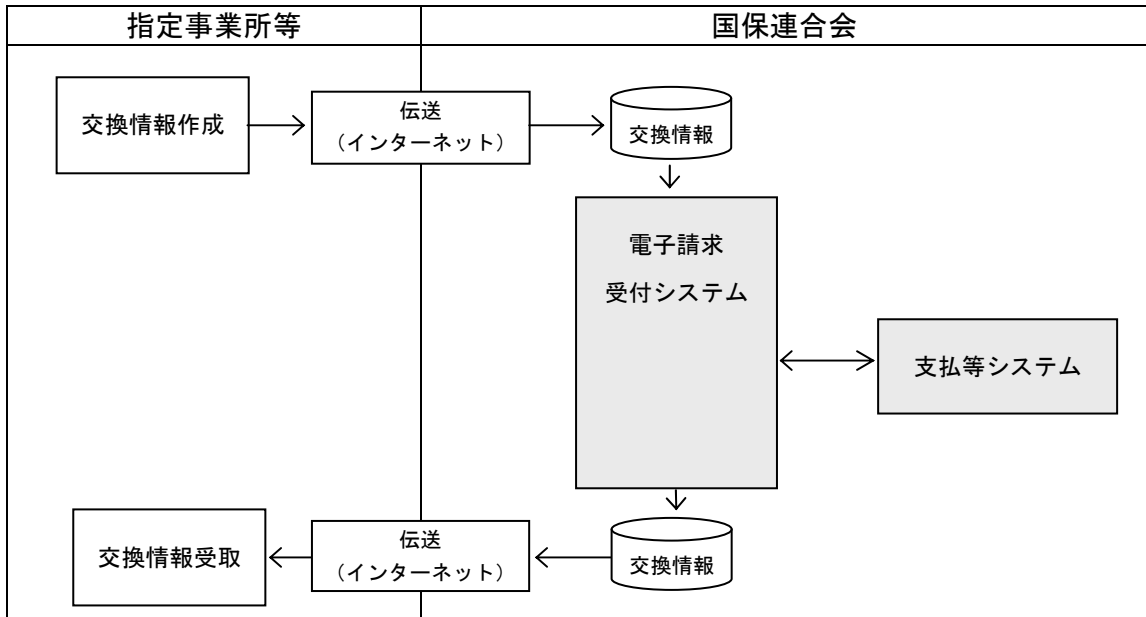 指定事業所等
国保連合会
交換情報作成
伝送
（インターネット）
交換情報
電子請求
受付システム
支払等システム
交換情報受取
伝送
（インターネット）
交換情報